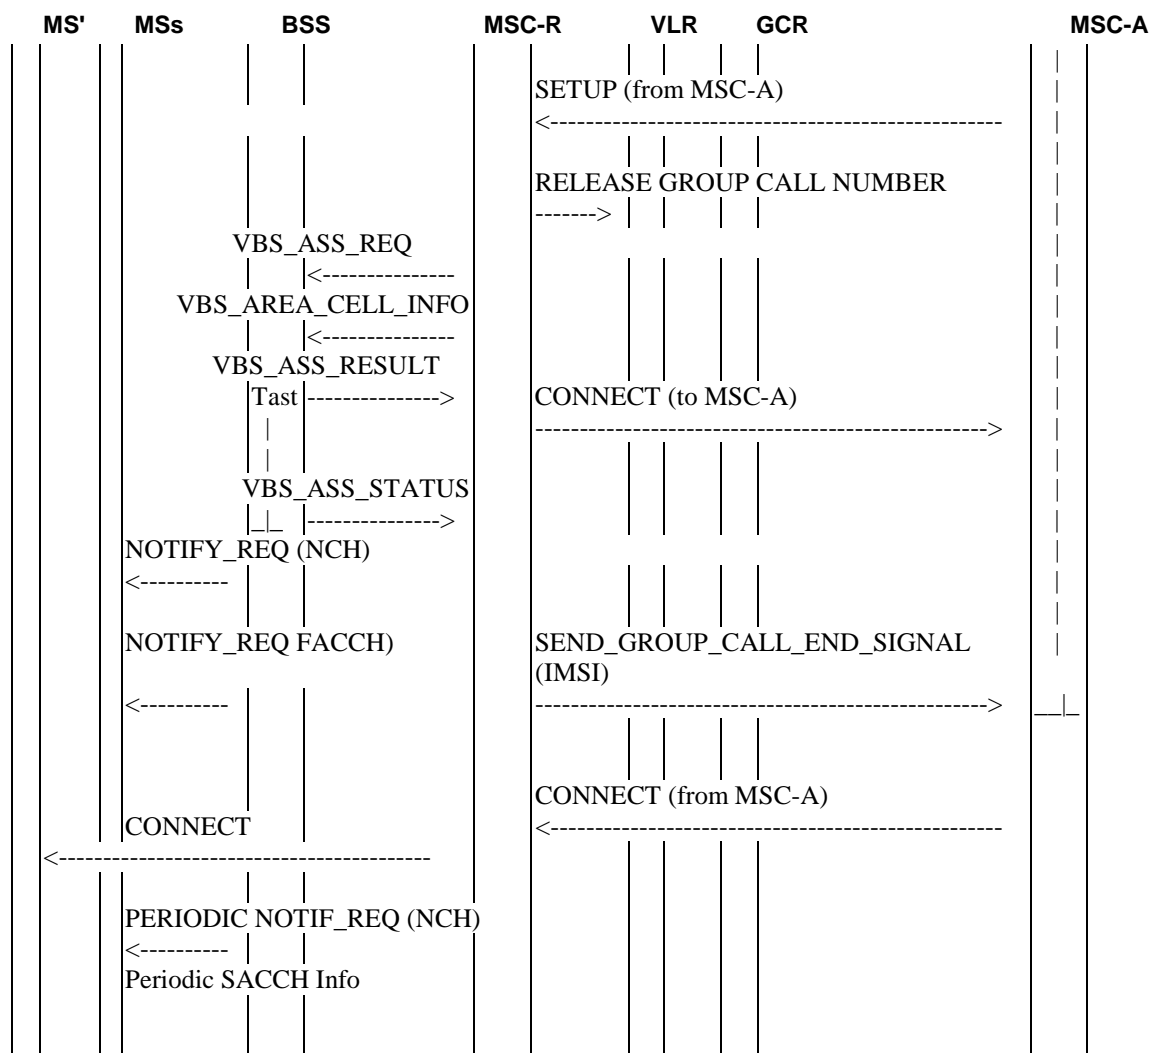 MS' MSs BSS MSC-R VLR GCR MSC-A
SETUP (from MSC-A)
RELEASE GROUP CALL NUMBER
VBS_ASS_REQ
VBS_AREA_CELL_INFO
VBS_ASS_RESULT
Tast CONNECT (to MSC-A)
VBS_ASS_STATUS
NOTIFY_REQ (NCH)
NOTIFY_REQ FACCH) SEND_GROUP_CALL_END_SIGNAL
(IMSI)
CONNECT (from MSC-A)
CONNECT
PERIODIC NOTIF_REQ (NCH)
Periodic SACCH Info